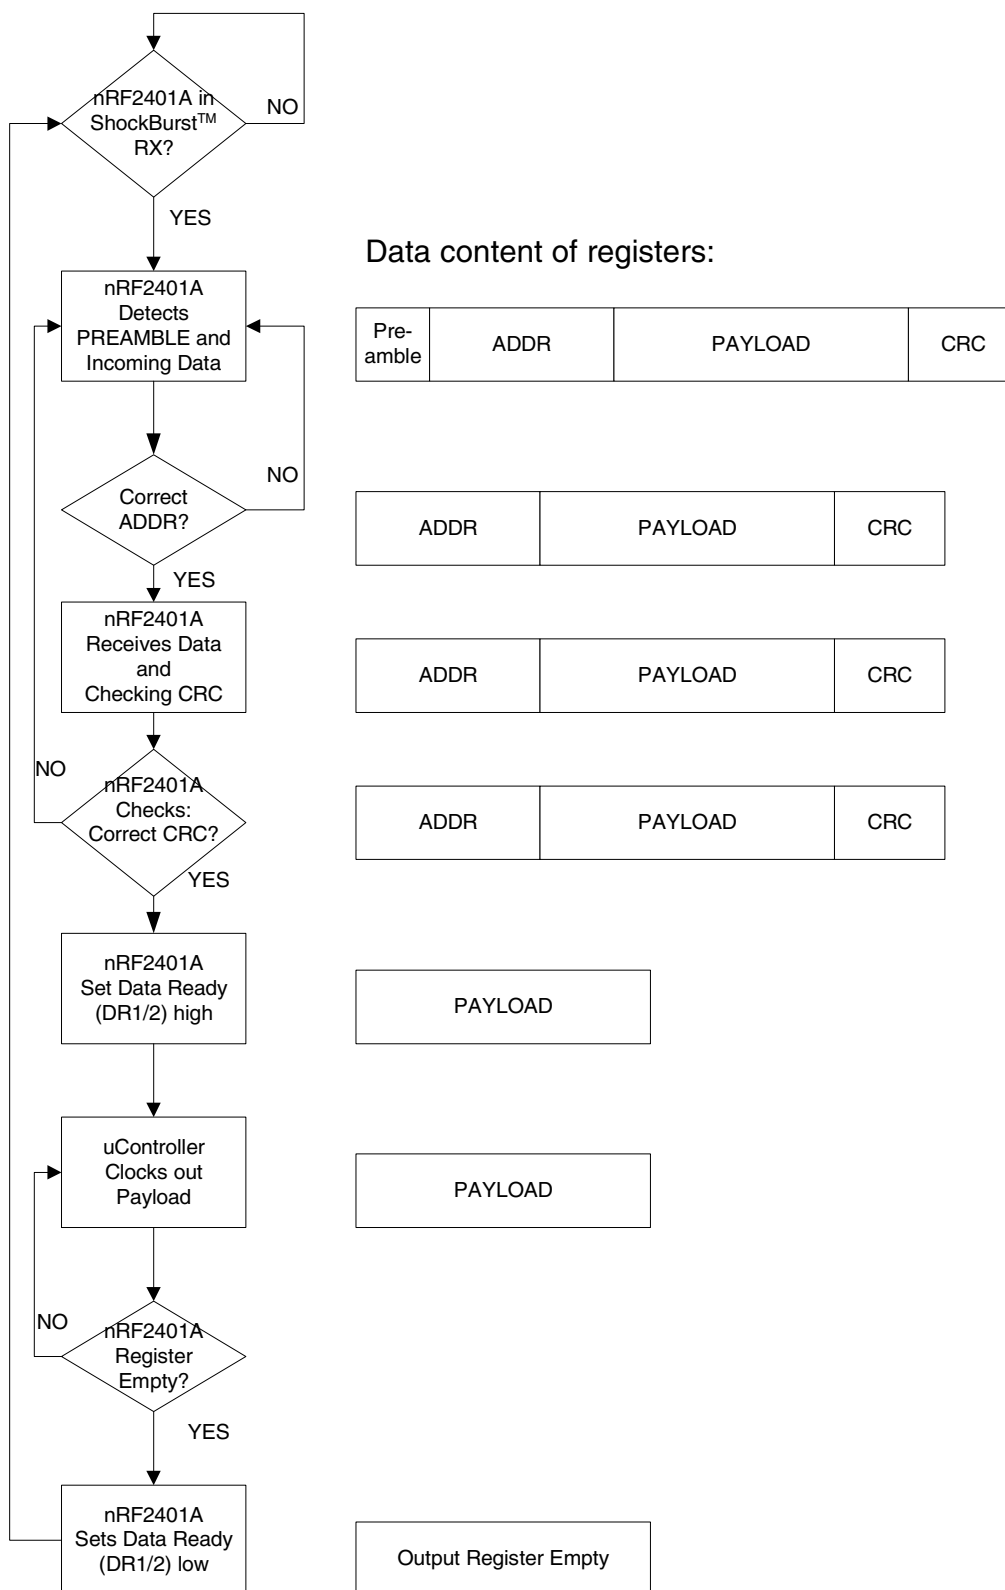 nRF2401A in
ShockBurst™
RX?
NO
YES
Data content of registers:
nRF2401A
Detects
PREAMBLE and
Incoming Data
Pre-
amble
ADDR
PAYLOAD
CRC
NO
Correct
ADDR?
ADDR
PAYLOAD
CRC
YES
nRF2401A
Receives Data
and
Checking CRC
ADDR
PAYLOAD
CRC
NO
nRF2401A
Checks:
Correct CRC?
ADDR
PAYLOAD
CRC
YES
nRF2401A
Set Data Ready
(DR1/2) high
PAYLOAD
uController
Clocks out
Payload
PAYLOAD
NO
nRF2401A
Register
Empty?
YES
nRF2401A
Sets Data Ready
(DR1/2) low
Output Register Empty